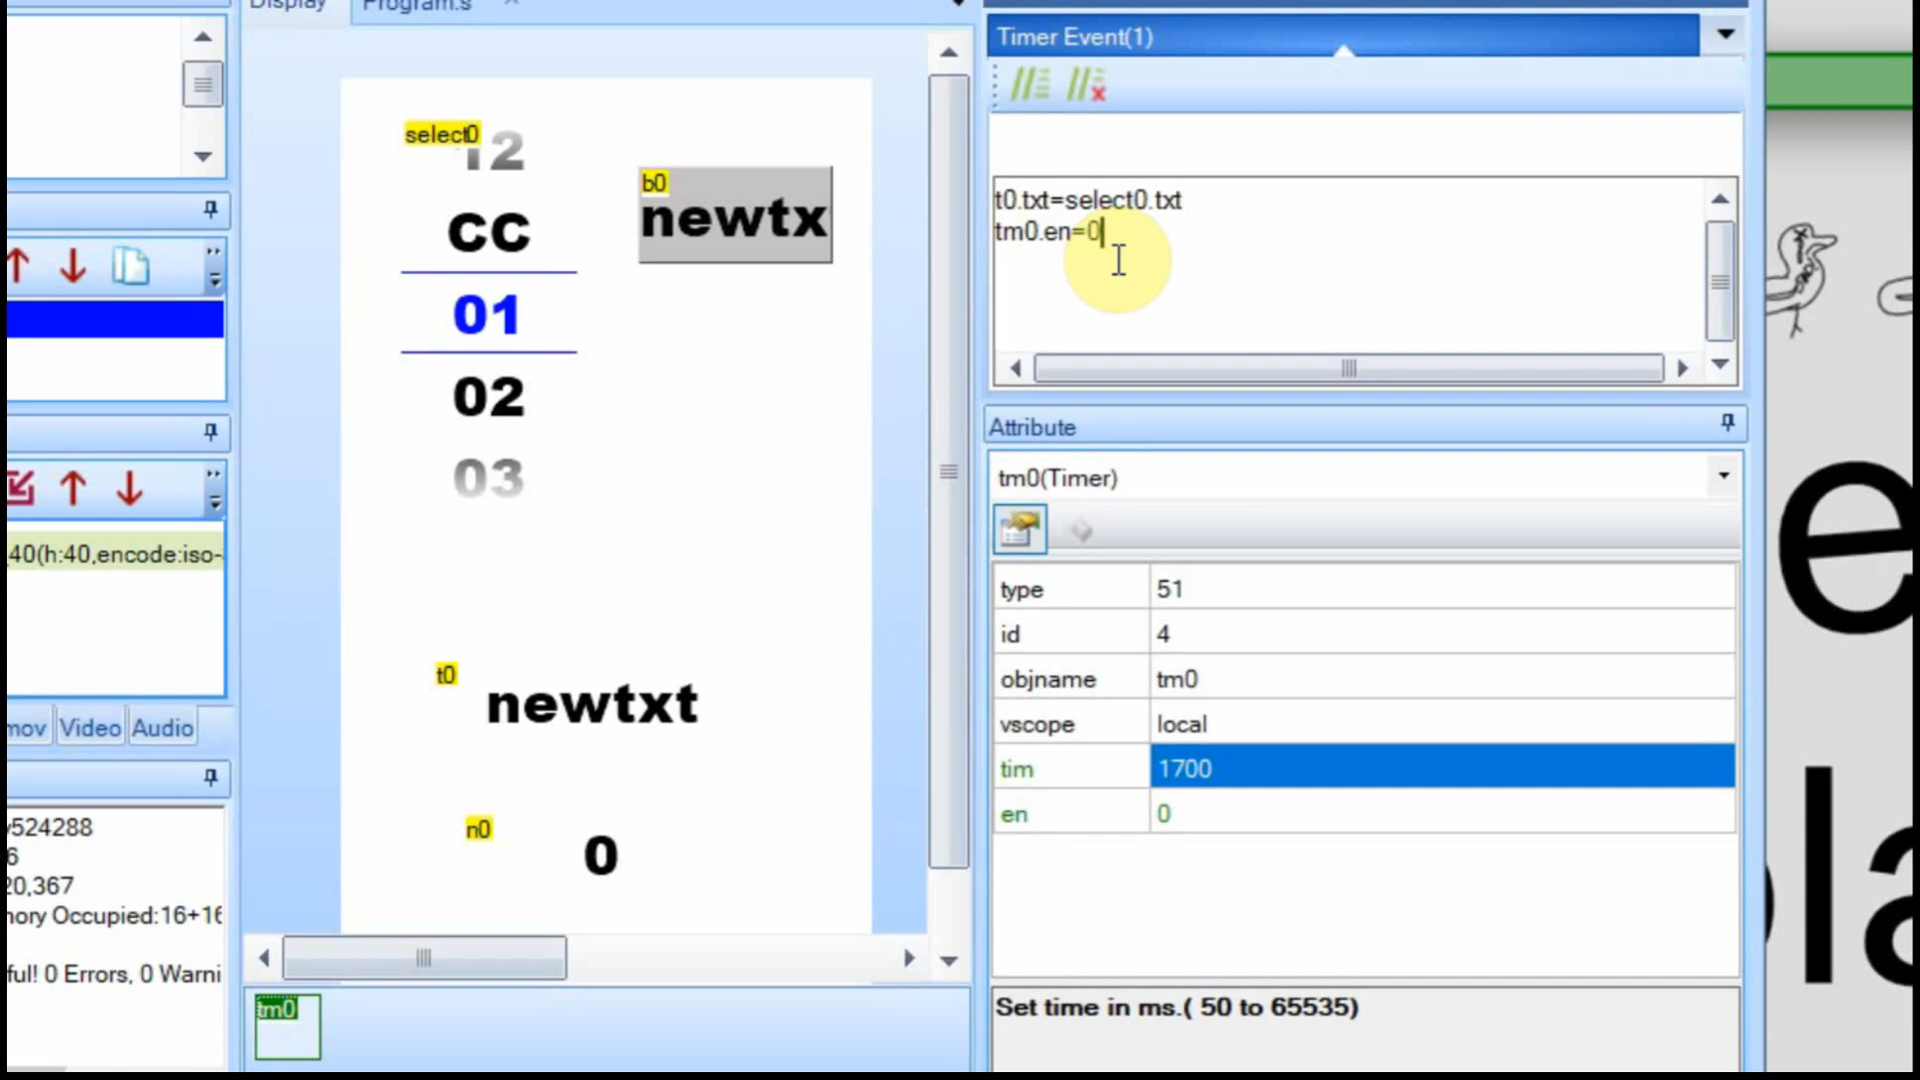 Display
Program.s
select0
12
CC
01
02
03
b0
newtx
t0
newtxt
n0
0
tm0
40(h:40,encode:iso-
mov
Video
Audio
524288
6
20,367
ory Occupied:16+16
ful! 0 Errors, 0 Warni
Timer Event(1)
t0.txt=select0.txt
tm0.en=0
Attribute
tm0(Timer)
type 51
id 4
objname tm0
vscope local
tim 1700
en 0
Set time in ms.( 50 to 65535)
e
la